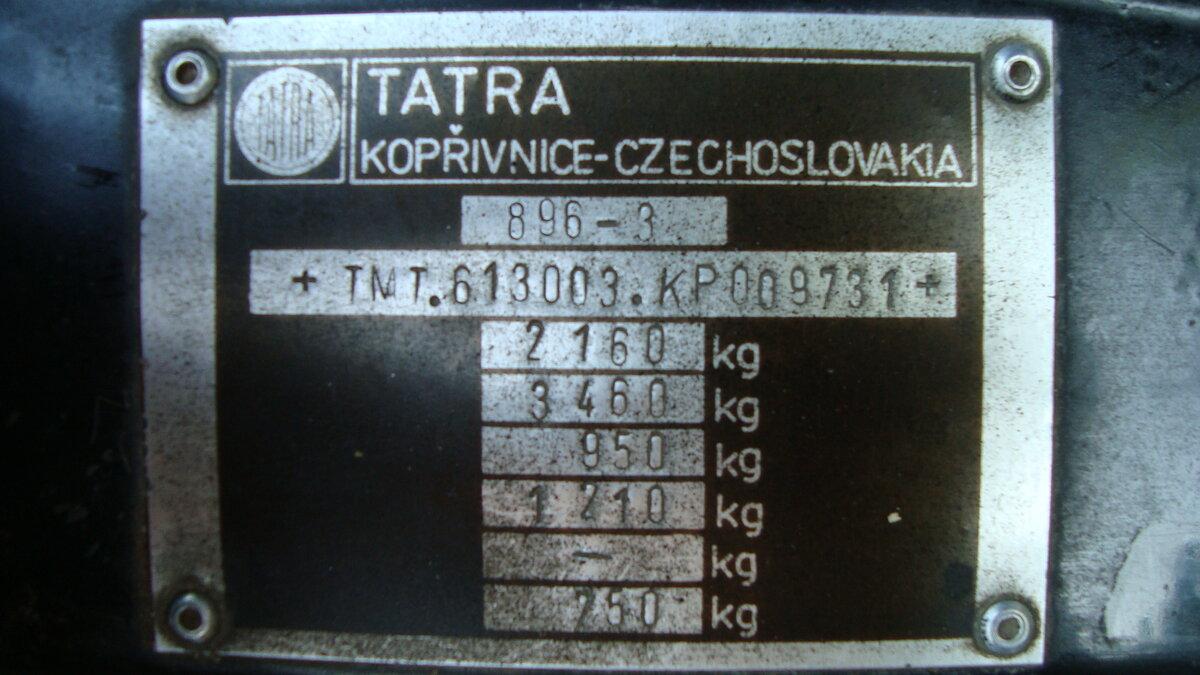 TATRA
TATRA
KOPŘIVNICE-CZECHOSLOVAKIA
896-3
+ TMT.613003.KP009731+
2 160 kg
3 460 kg
950 kg
1 210 kg
- kg
750 kg